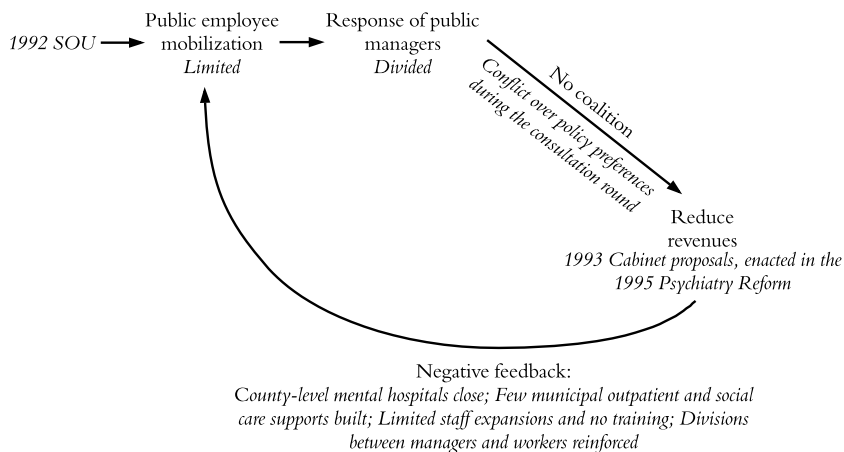 1992 SOU
Public employee
mobilization
Limited
Response of public
managers
Divided
No coalition
Conflict over policy preferences
during the consultation round
Reduce
revenues
1993 Cabinet proposals, enacted in the
1995 Psychiatry Reform
Negative feedback:
County-level mental hospitals close; Few municipal outpatient and social
care supports built; Limited staff expansions and no training; Divisions
between managers and workers reinforced